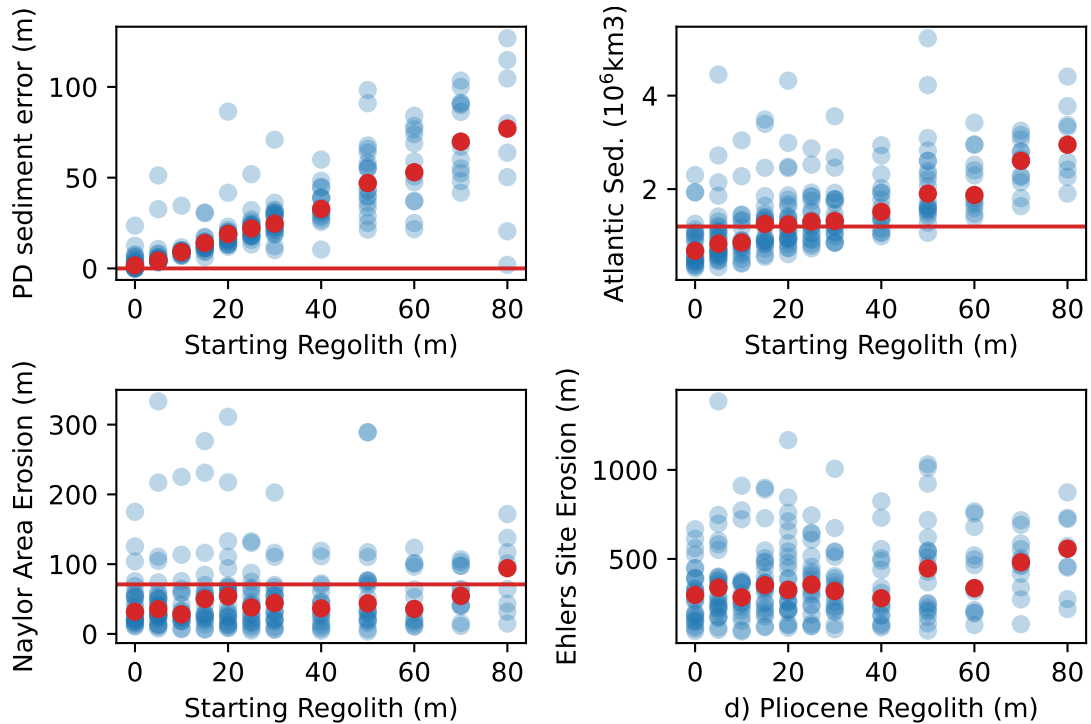 PD sediment error (m)
100
50
0
0 20 40 60 80
Starting Regolith (m)
Atlantic Sed. (10⁶km3)
4
2
0 20 40 60 80
Starting Regolith (m)
Naylor Area Erosion (m)
300
200
100
0
0 20 40 60 80
Starting Regolith (m)
Ehlers Site Erosion (m)
1000
500
0 20 40 60 80
d) Pliocene Regolith (m)